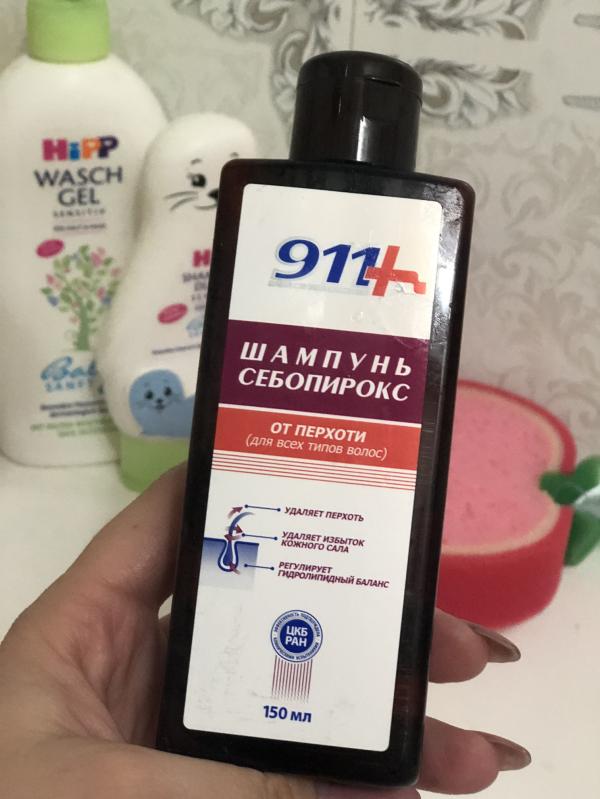 HiPP
WASCH
GEL
SENSITIV
911+
ШАМПУНЬ
СЕБОПИРОКС
ОТ ПЕРХОТИ
(для всех типов волос)
УДАЛЯЕТ ПЕРХОТЬ
УДАЛЯЕТ ИЗБЫТОК
КОЖНОГО САЛА
РЕГУЛИРУЕТ
ГИДРОЛИПИДНЫЙ БАЛАНС
ЦКБ
РАН
150 мл